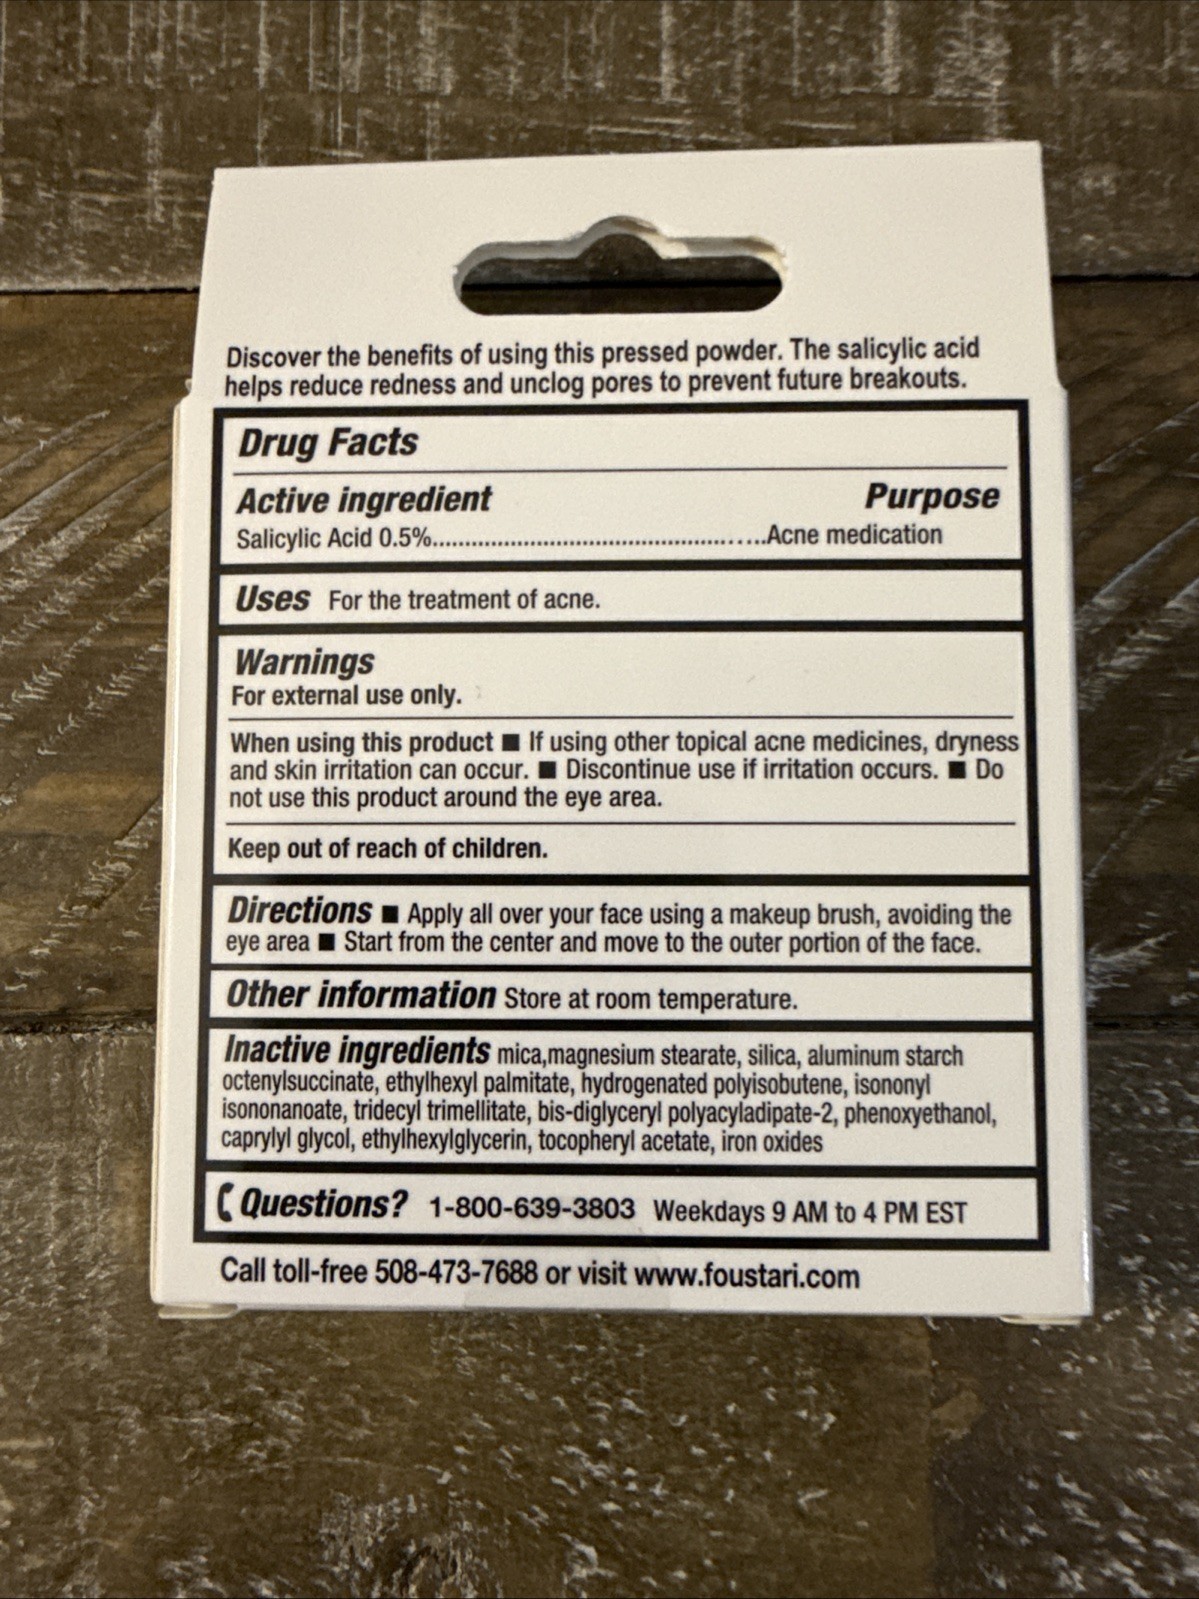 Discover the benefits of using this pressed powder. The salicylic acid
helps reduce redness and unclog pores to prevent future breakouts.
Drug Facts
Active ingredient Purpose
Salicylic Acid 0.5%..................................................Acne medication
Uses For the treatment of acne.
Warnings
For external use only.
When using this product ■ If using other topical acne medicines, dryness
and skin irritation can occur. ■ Discontinue use if irritation occurs. ■ Do
not use this product around the eye area.
Keep out of reach of children.
Directions ■ Apply all over your face using a makeup brush, avoiding the
eye area ■ Start from the center and move to the outer portion of the face.
Other information Store at room temperature.
Inactive ingredients mica,magnesium stearate, silica, aluminum starch
octenylsuccinate, ethylhexyl palmitate, hydrogenated polyisobutene, isononyl
isononanoate, tridecyl trimellitate, bis-diglyceryl polyacyladipate-2, phenoxyethanol,
caprylyl glycol, ethylhexylglycerin, tocopheryl acetate, iron oxides
Questions? 1-800-639-3803 Weekdays 9 AM to 4 PM EST
Call toll-free 508-473-7688 or visit www.foustari.com